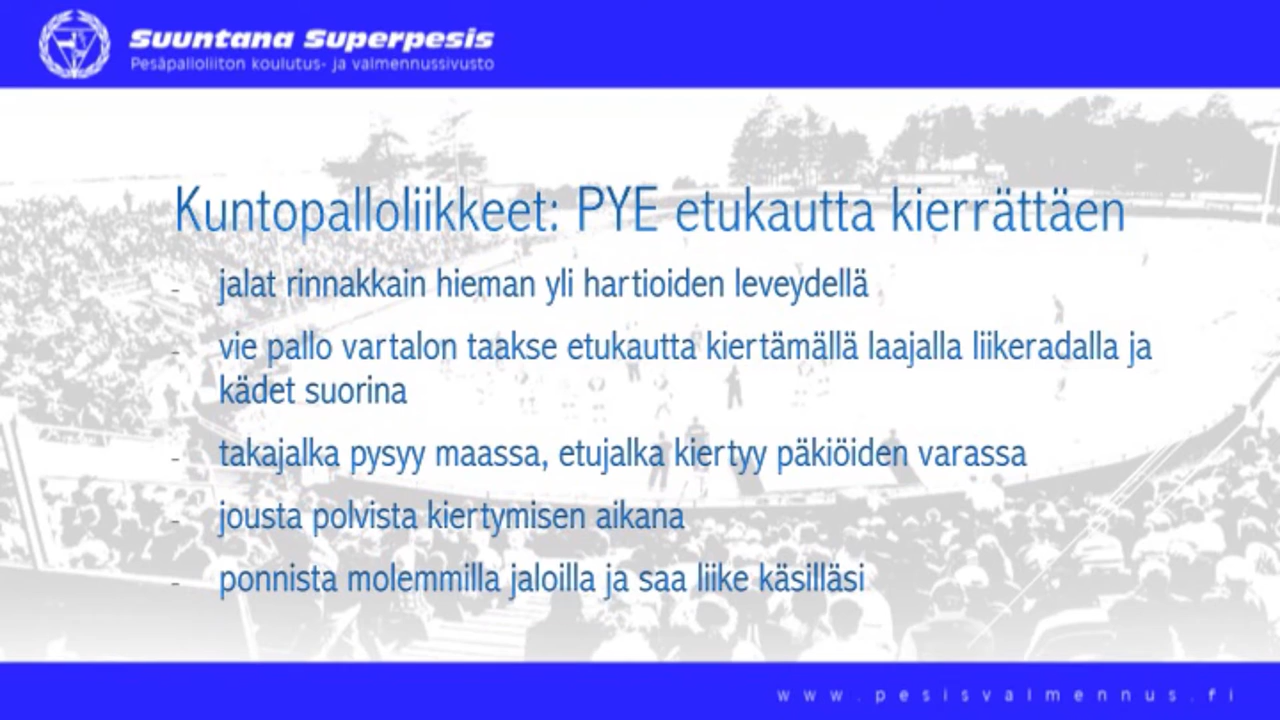 Suuntana Superpesis
Pesäpalloliiton koulutus- ja valmennussivusto
Kuntopalloliikkeet: PYE etukautta kierrättäen
- jalat rinnakkain hieman yli hartioiden leveydellä
- vie pallo vartalon taakse etukautta kiertämällä laajalla liikeradalla ja
kädet suorina
- takajalka pysyy maassa, etujalka kiertyy päkiöiden varassa
- jousta polvista kiertymisen aikana
- ponnista molemmilla jaloilla ja saa liike käsilläsi
www.pesisvalmennus.fi